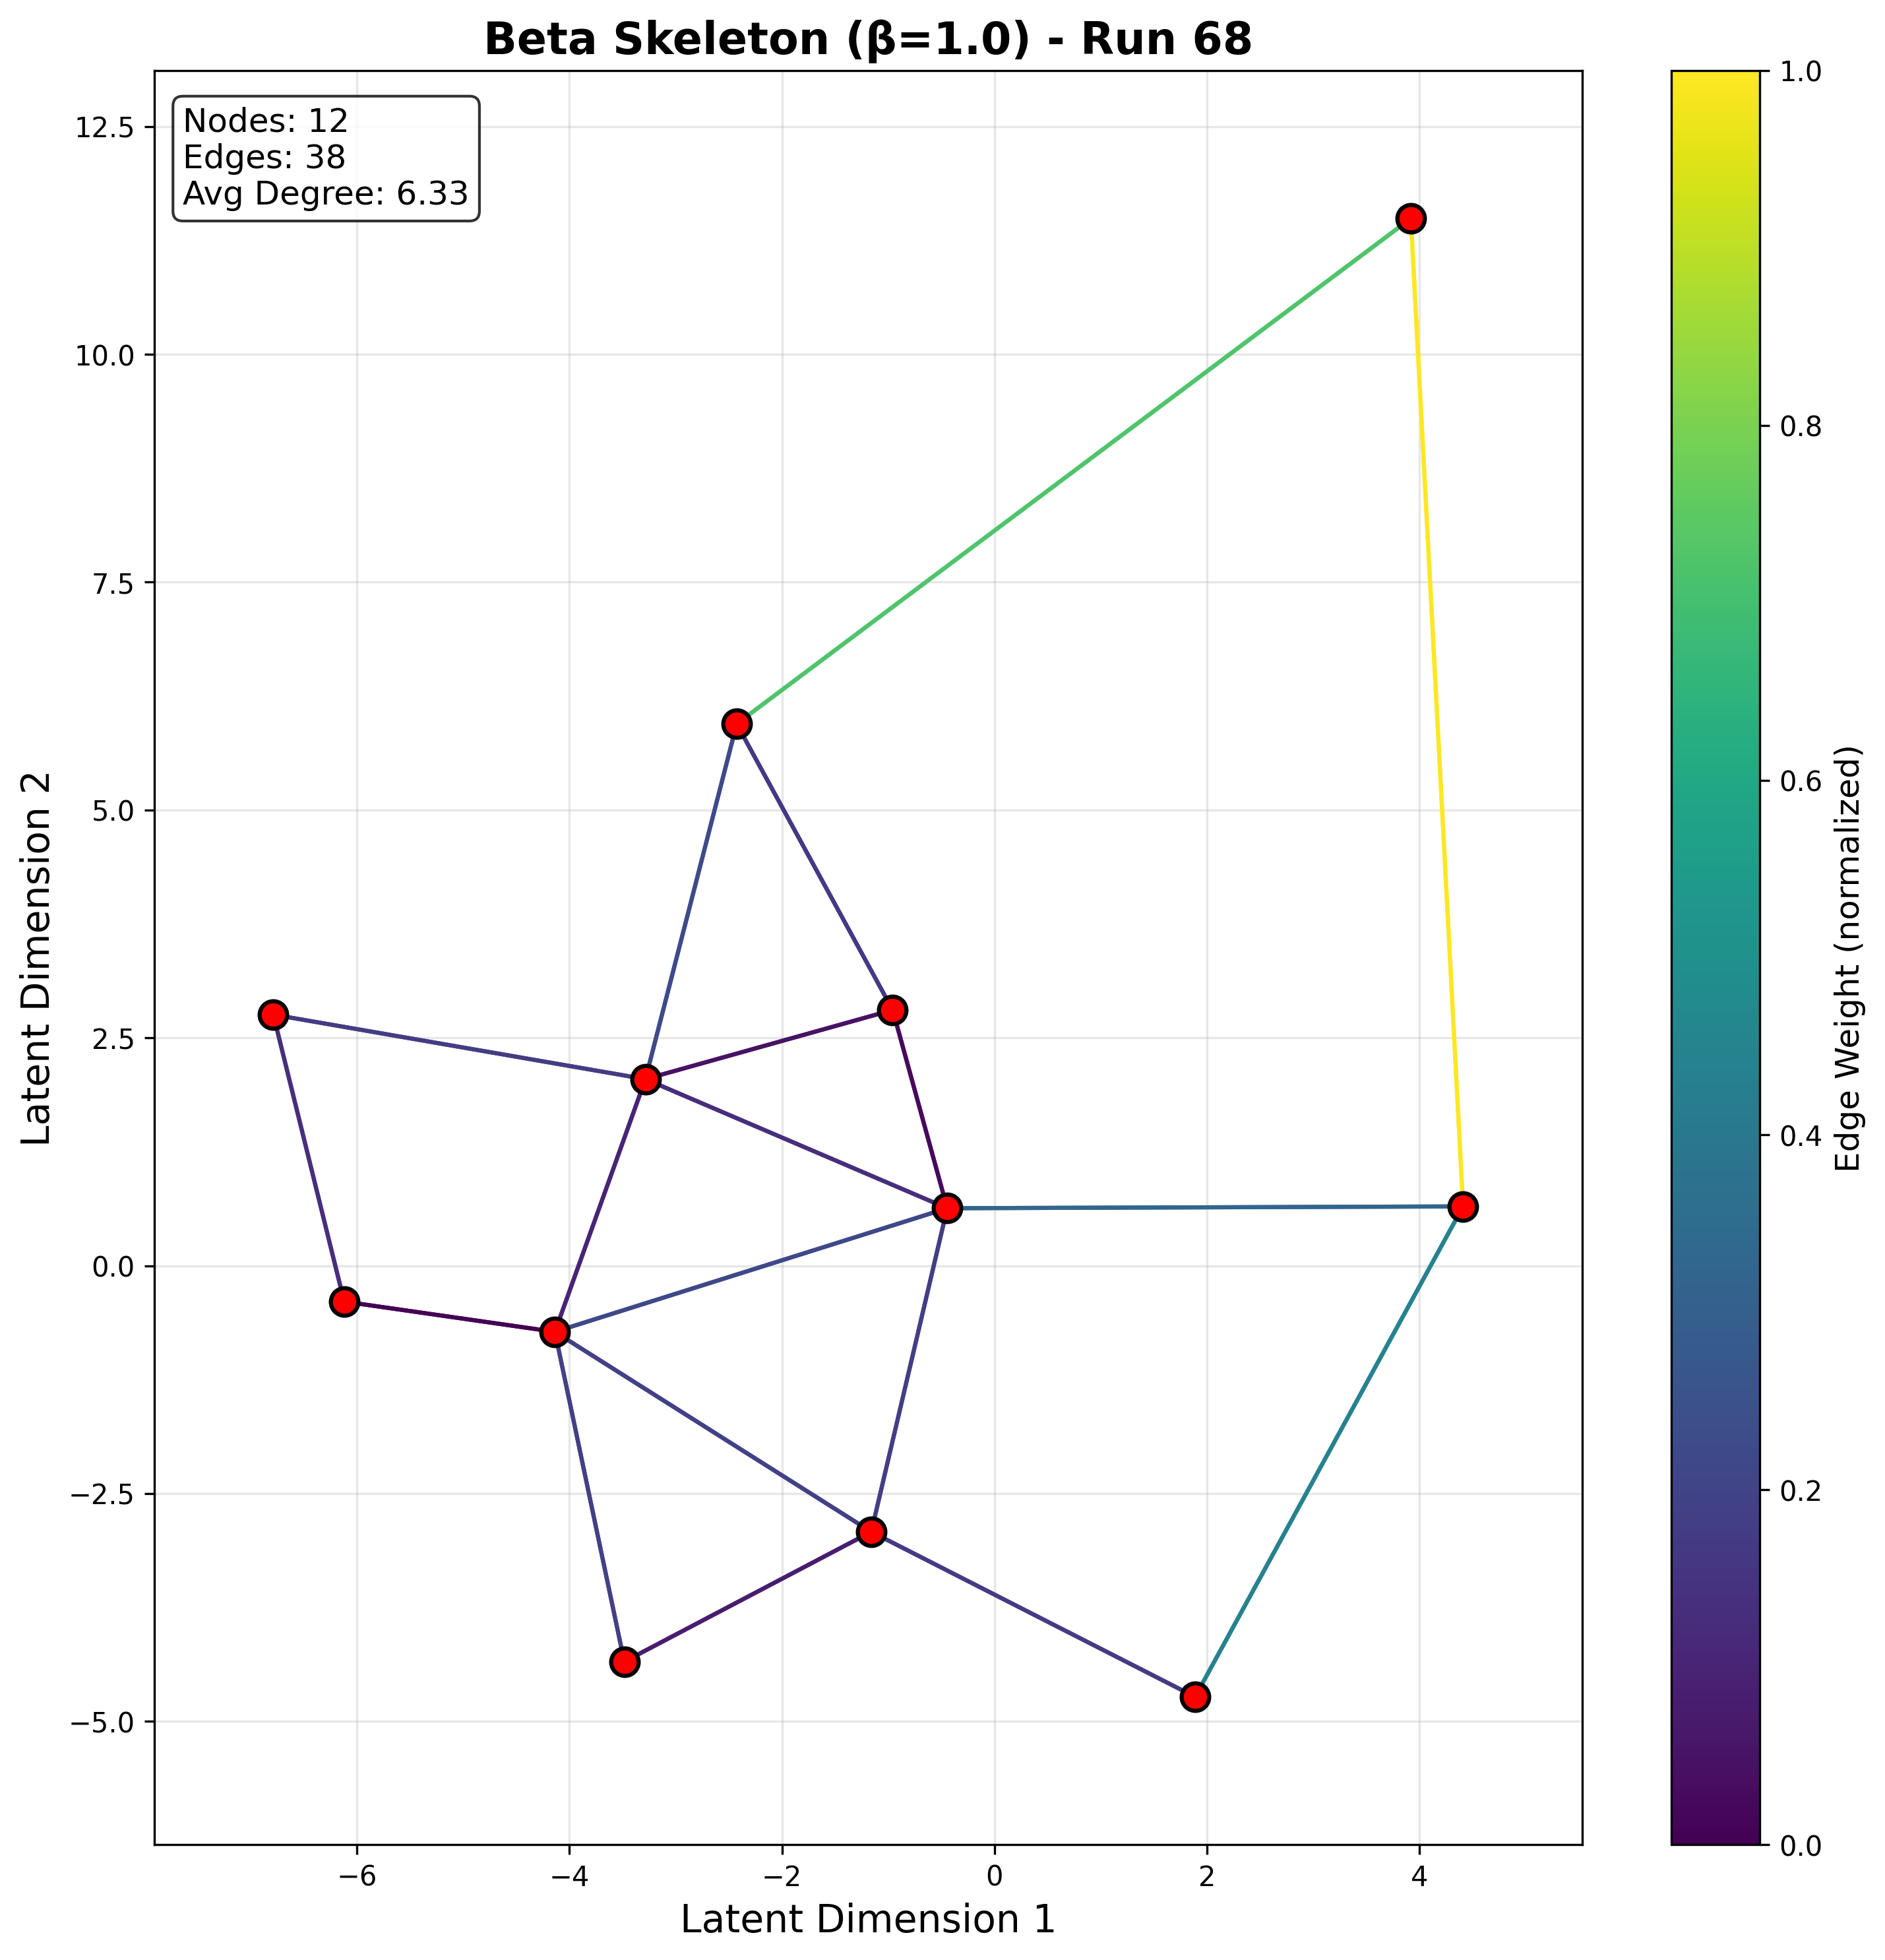 Beta Skeleton (β=1.0) - Run 68
Nodes: 12
Edges: 38
Avg Degree: 6.33
12.5
10.0
7.5
5.0
2.5
0.0
−2.5
−5.0
Latent Dimension 2
−6
−4
−2
0
2
4
Latent Dimension 1
1.0
0.8
0.6
0.4
0.2
0.0
Edge Weight (normalized)